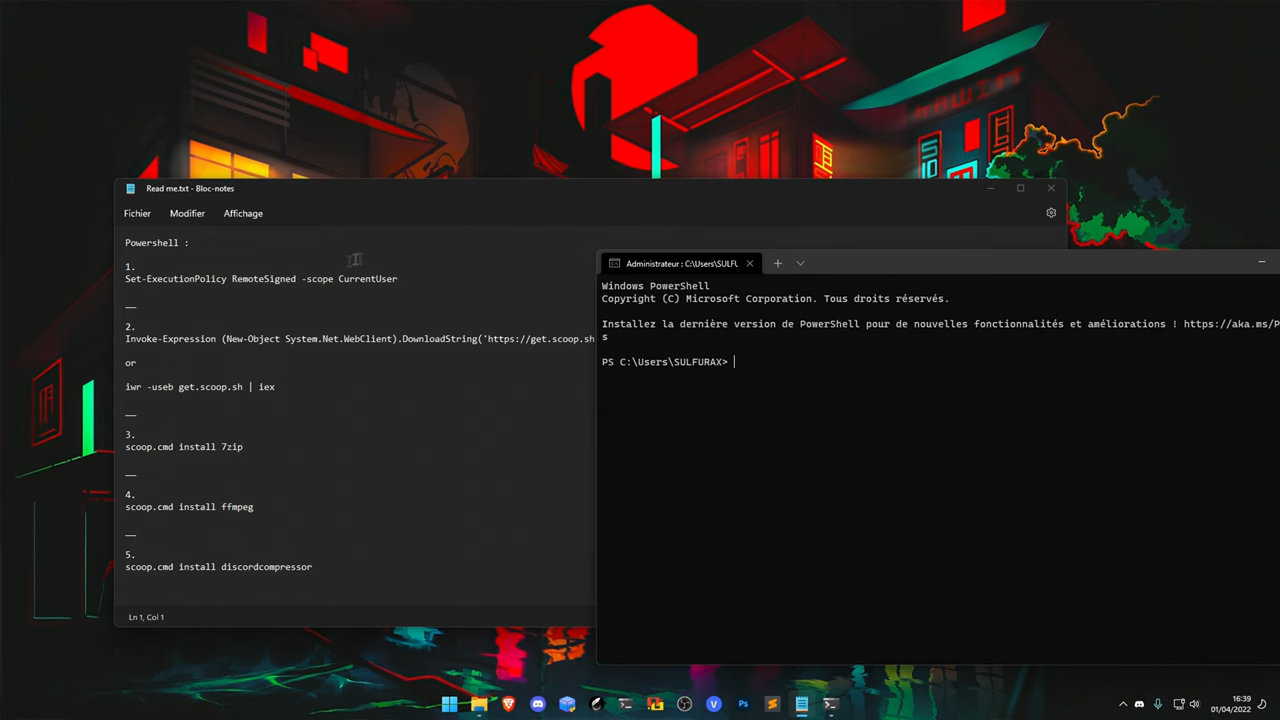 Read me.txt - Bloc-notes
Fichier Modifier Affichage
Powershell :
1.
Set-ExecutionPolicy RemoteSigned -scope CurrentUser
__
2.
Invoke-Expression (New-Object System.Net.WebClient).DownloadString('https://get.scoop.sh
or
iwr -useb get.scoop.sh | iex
__
3.
scoop.cmd install 7zip
__
4.
scoop.cmd install ffmpeg
__
5.
scoop.cmd install discordcompressor
Ln 1, Col 1
Administrateur : C:\Users\SULFU
Windows PowerShell
Copyright (C) Microsoft Corporation. Tous droits réservés.
Installez la dernière version de PowerShell pour de nouvelles fonctionnalités et améliorations ! https://aka.ms/P
s
PS C:\Users\SULFURAX>
16:39
01/04/2022